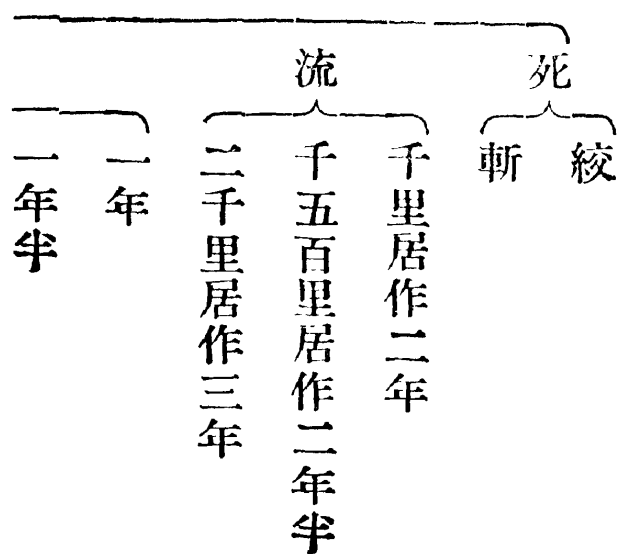 死
絞
斬
流
千里居作二年
千五百里居作二年半
二千里居作三年
一年
一年半